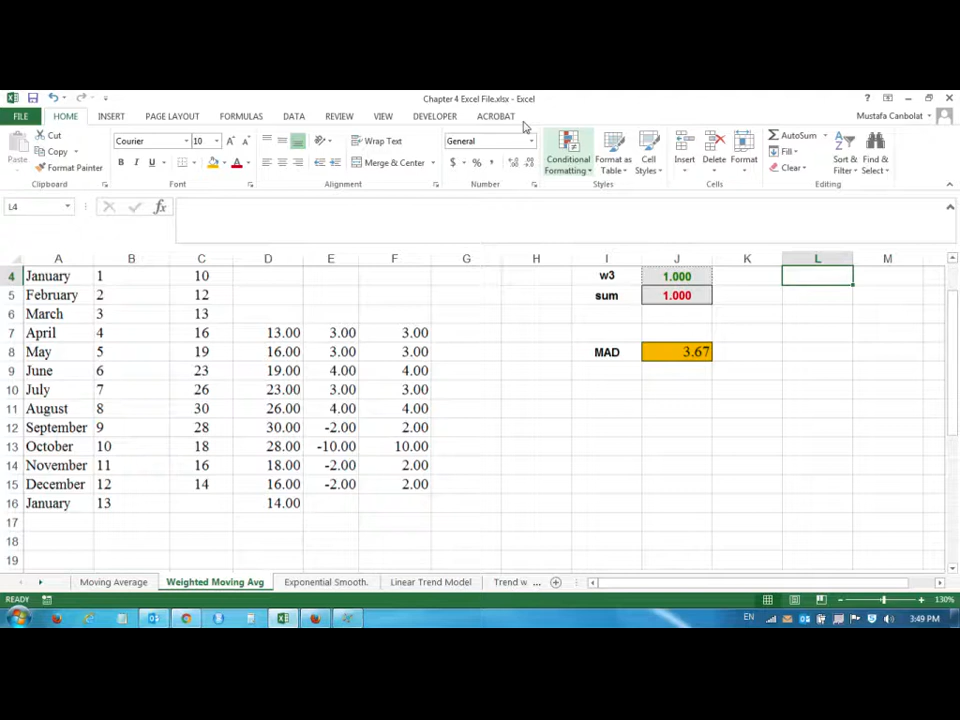 Chapter 4 Excel File.xlsx - Excel
FILE HOME INSERT PAGE LAYOUT FORMULAS DATA REVIEW VIEW DEVELOPER ACROBAT Mustafa Canbolat
Paste Cut Copy Format Painter
Courier 10
B I U
Wrap Text
Merge & Center
General
$ % ,
Conditional Formatting
Format as Table
Cell Styles
Insert Delete Format
AutoSum
Fill
Clear
Sort & Filter
Find & Select
Clipboard Font Alignment Number Styles Cells Editing
L4 fx
A B C D E F G H I J K L M
4 January 1 10 w3 1.000
5 February 2 12 sum 1.000
6 March 3 13
7 April 4 16 13.00 3.00 3.00
8 May 5 19 16.00 3.00 3.00 MAD 3.67
9 June 6 23 19.00 4.00 4.00
10 July 7 26 23.00 3.00 3.00
11 August 8 30 26.00 4.00 4.00
12 September 9 28 30.00 -2.00 2.00
13 October 10 18 28.00 -10.00 10.00
14 November 11 16 18.00 -2.00 2.00
15 December 12 14 16.00 -2.00 2.00
16 January 13 14.00
17
18
19
Moving Average Weighted Moving Avg Exponential Smooth. Linear Trend Model Trend w ...
READY 130%
EN 3:49 PM